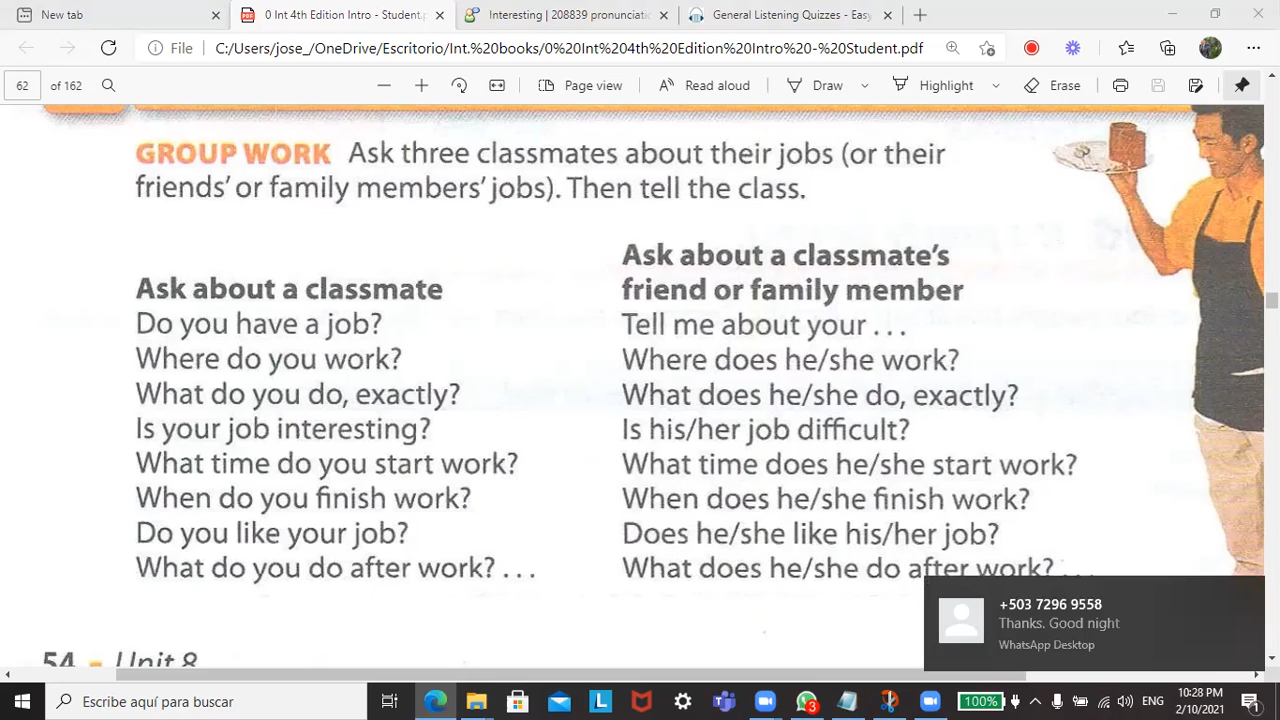 New tab
0 Int 4th Edition Intro - Student.p
Interesting | 208839 pronunciatio
General Listening Quizzes - Easy
File
C:/Users/jose_/OneDrive/Escritorio/Int.%20books/0%20Int%204th%20Edition%20Intro%20-%20Student.pdf
62 of 162
Page view
Read aloud
Draw
Highlight
Erase
GROUP WORK Ask three classmates about their jobs (or their
friends' or family members' jobs). Then tell the class.
Ask about a classmate
Do you have a job?
Where do you work?
What do you do, exactly?
Is your job interesting?
What time do you start work?
When do you finish work?
Do you like your job?
What do you do after work? . . .
Ask about a classmate's
friend or family member
Tell me about your . . .
Where does he/she work?
What does he/she do, exactly?
Is his/her job difficult?
What time does he/she start work?
When does he/she finish work?
Does he/she like his/her job?
What does he/she do after work? . . .
54 Unit 8
+503 7296 9558
Thanks. Good night
WhatsApp Desktop
Escribe aquí para buscar
3
100%
ENG
10:28 PM
2/10/2021
1